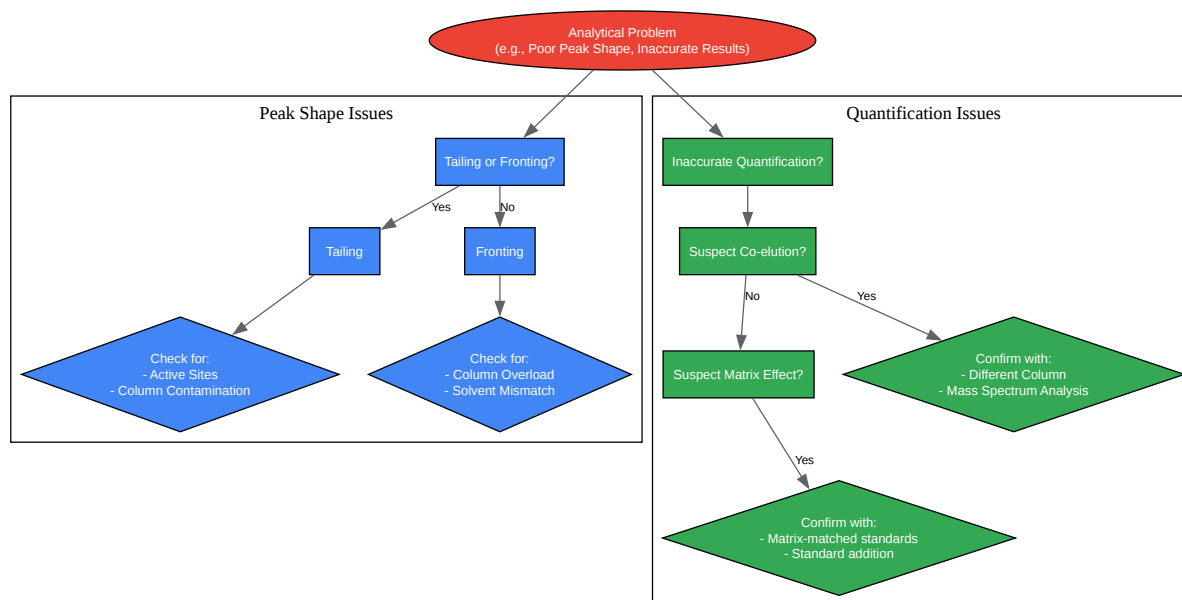 Analytical Problem
(e.g., Poor Peak Shape, Inaccurate Results)
Peak Shape Issues
Tailing or Fronting?
Yes
No
Tailing
Fronting
Check for:
- Active Sites
- Column Contamination
Check for:
- Column Overload
- Solvent Mismatch
Quantification Issues
Inaccurate Quantification?
Suspect Co-elution?
No
Yes
Suspect Matrix Effect?
Confirm with:
- Different Column
- Mass Spectrum Analysis
Yes
Confirm with:
- Matrix-matched standards
- Standard addition